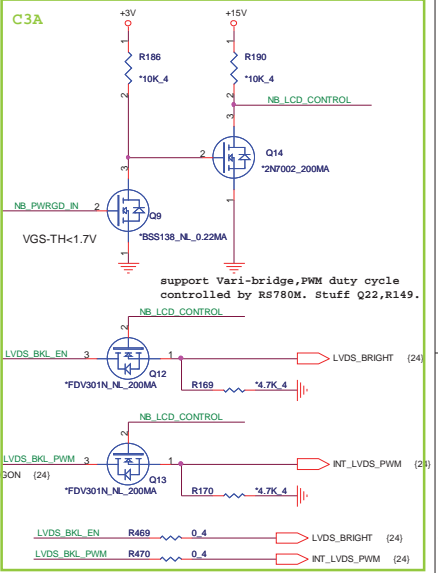 C3A
+3V
+15V
1
1
R186
R190
*10K_4
*10K_4
2
2
NB_LCD_CONTROL
3
2
Q14
*2N7002_200MA
3
1
NB_PWRGD_IN
2
Q9
VGS-TH<1.7V
*BSS138_NL_0.22MA
1
support Vari-bridge,PWM duty cycle
controlled by RS780M. Stuff Q22,R149.
NB_LCD_CONTROL
2
LVDS_BKL_EN
3
1
LVDS_BRIGHT {24}
Q12
*FDV301N_NL_200MA
R169
*4.7K_4
NB_LCD_CONTROL
2
LVDS_BKL_PWM
3
1
INT_LVDS_PWM {24}
GON {24}
Q13
*FDV301N_NL_200MA
R170
*4.7K_4
LVDS_BKL_EN
R469
0_4
LVDS_BRIGHT {24}
LVDS_BKL_PWM
R470
0_4
INT_LVDS_PWM {24}